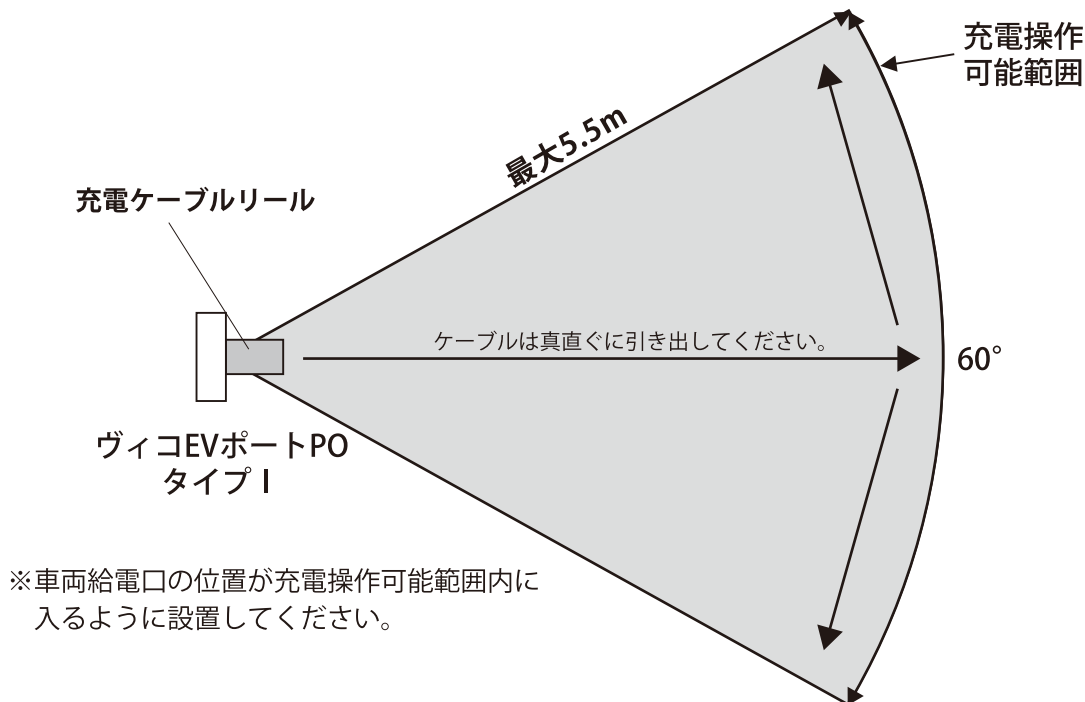 充電操作
可能範囲
最大5.5m
充電ケーブルリール
ケーブルは真直ぐに引き出してください。
60°
ヴィコEVポートPO
タイプⅠ
※車両給電口の位置が充電操作可能範囲内に
入るように設置してください。